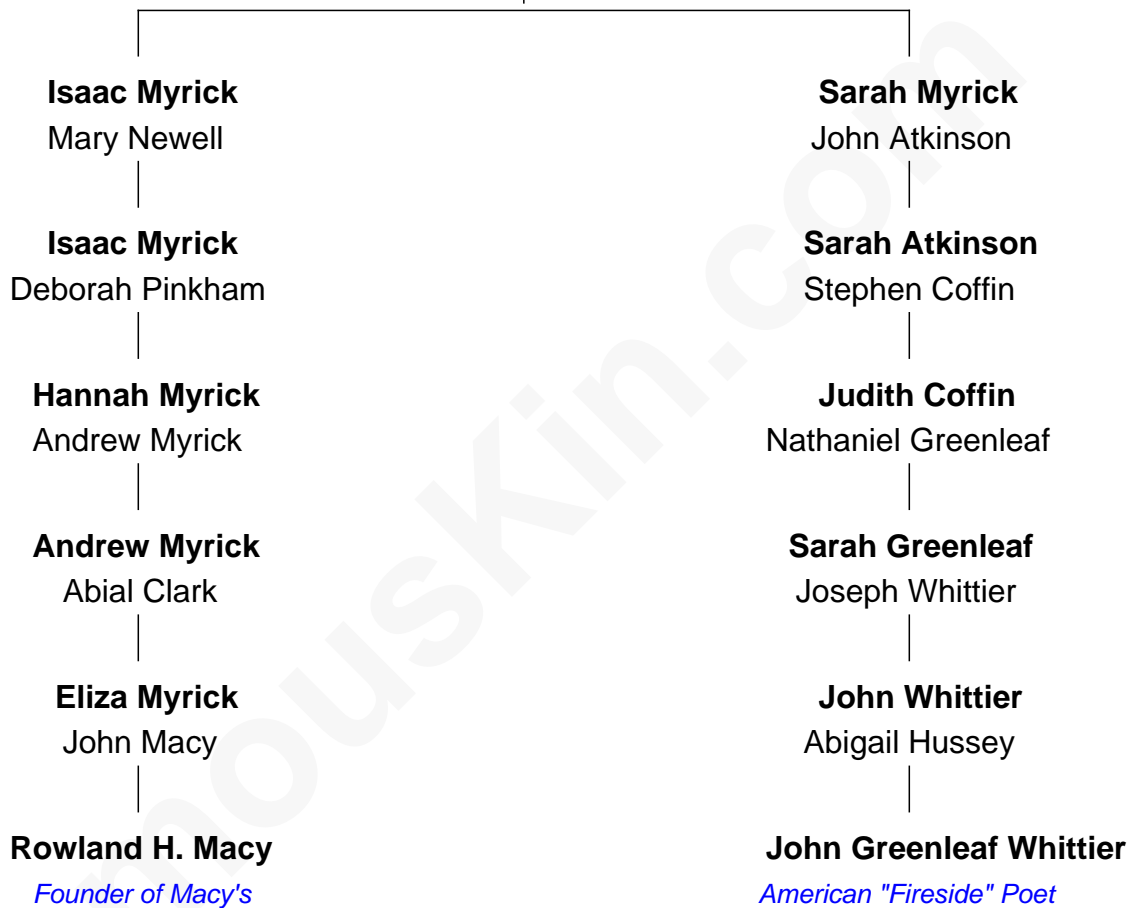 Isaac Myrick
Mary Newell
Isaac Myrick
Deborah Pinkham
Hannah Myrick
Andrew Myrick
Andrew Myrick
Abial Clark
Eliza Myrick
John Macy
Rowland H. Macy
Founder of Macy's
Sarah Myrick
John Atkinson
Sarah Atkinson
Stephen Coffin
Judith Coffin
Nathaniel Greenleaf
Sarah Greenleaf
Joseph Whittier
John Whittier
Abigail Hussey
John Greenleaf Whittier
American "Fireside" Poet
mousKin.com